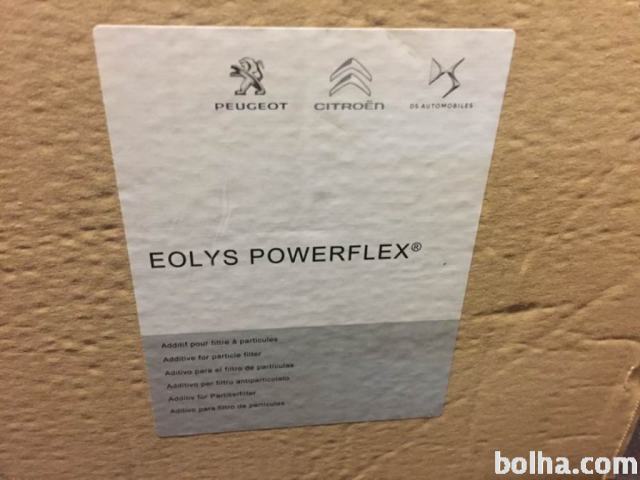 PEUGEOT CITROËN DS AUTOMOBILES
EOLYS POWERFLEX®
Additif pour filtre à particules
Additive for particle filter
Aditivo para el filtro de partículas
Additivo per filtro antiparticolato
Additiv für Partikelfilter
Aditivo para filtro de partículas
bolha.com